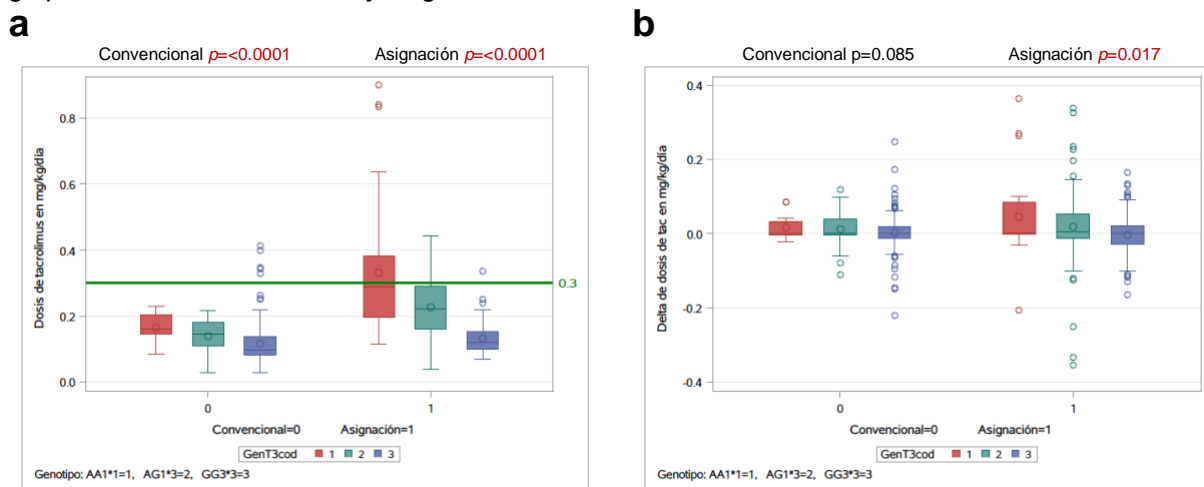 a
Convencional p=<0.0001 Asignación p=<0.0001
Dosis de tacrolimus en mg/kg/día
0.8
0.6
0.4
0.2
0.0
0.3
0 1
Convencional=0 Asignación=1
GenT3cod 1 2 3
Genotipo: AA1*1=1, AG1*3=2, GG3*3=3
b
Convencional p=0.085 Asignación p=0.017
Delta de dosis de tac en mg/kg/día
0.4
0.2
0.0
-0.2
-0.4
0 1
Convencional=0 Asignación=1
GenT3cod 1 2 3
Genotipo: AA1*1=1, AG1*3=2, GG3*3=3